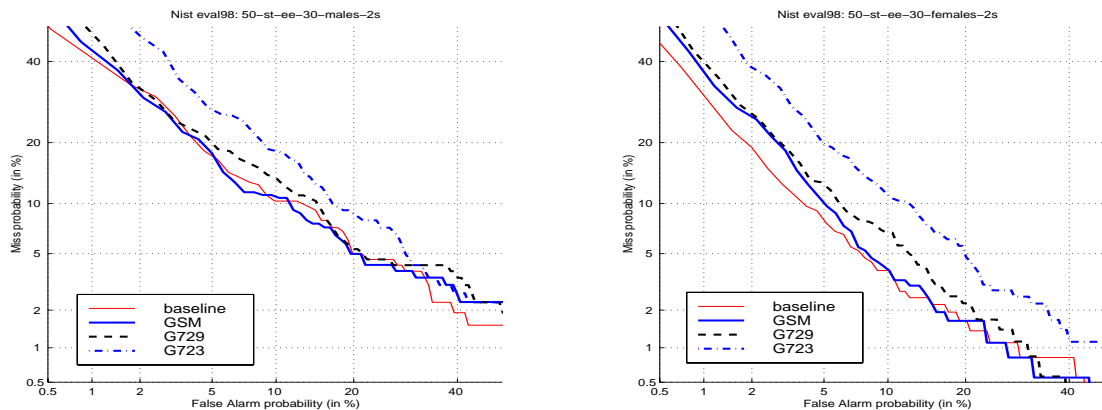 Nist eval98: 50-st-ee-30-males-2s
40
20
10
5
2
1
0.5
Miss probability (in %)
baseline
GSM
G729
G723
0.5 1 2 5 10 20 40
False Alarm probability (in %)
Nist eval98: 50-st-ee-30-females-2s
40
20
10
5
2
1
0.5
Miss probability (in %)
baseline
GSM
G729
G723
0.5 1 2 5 10 20 40
False Alarm probability (in %)